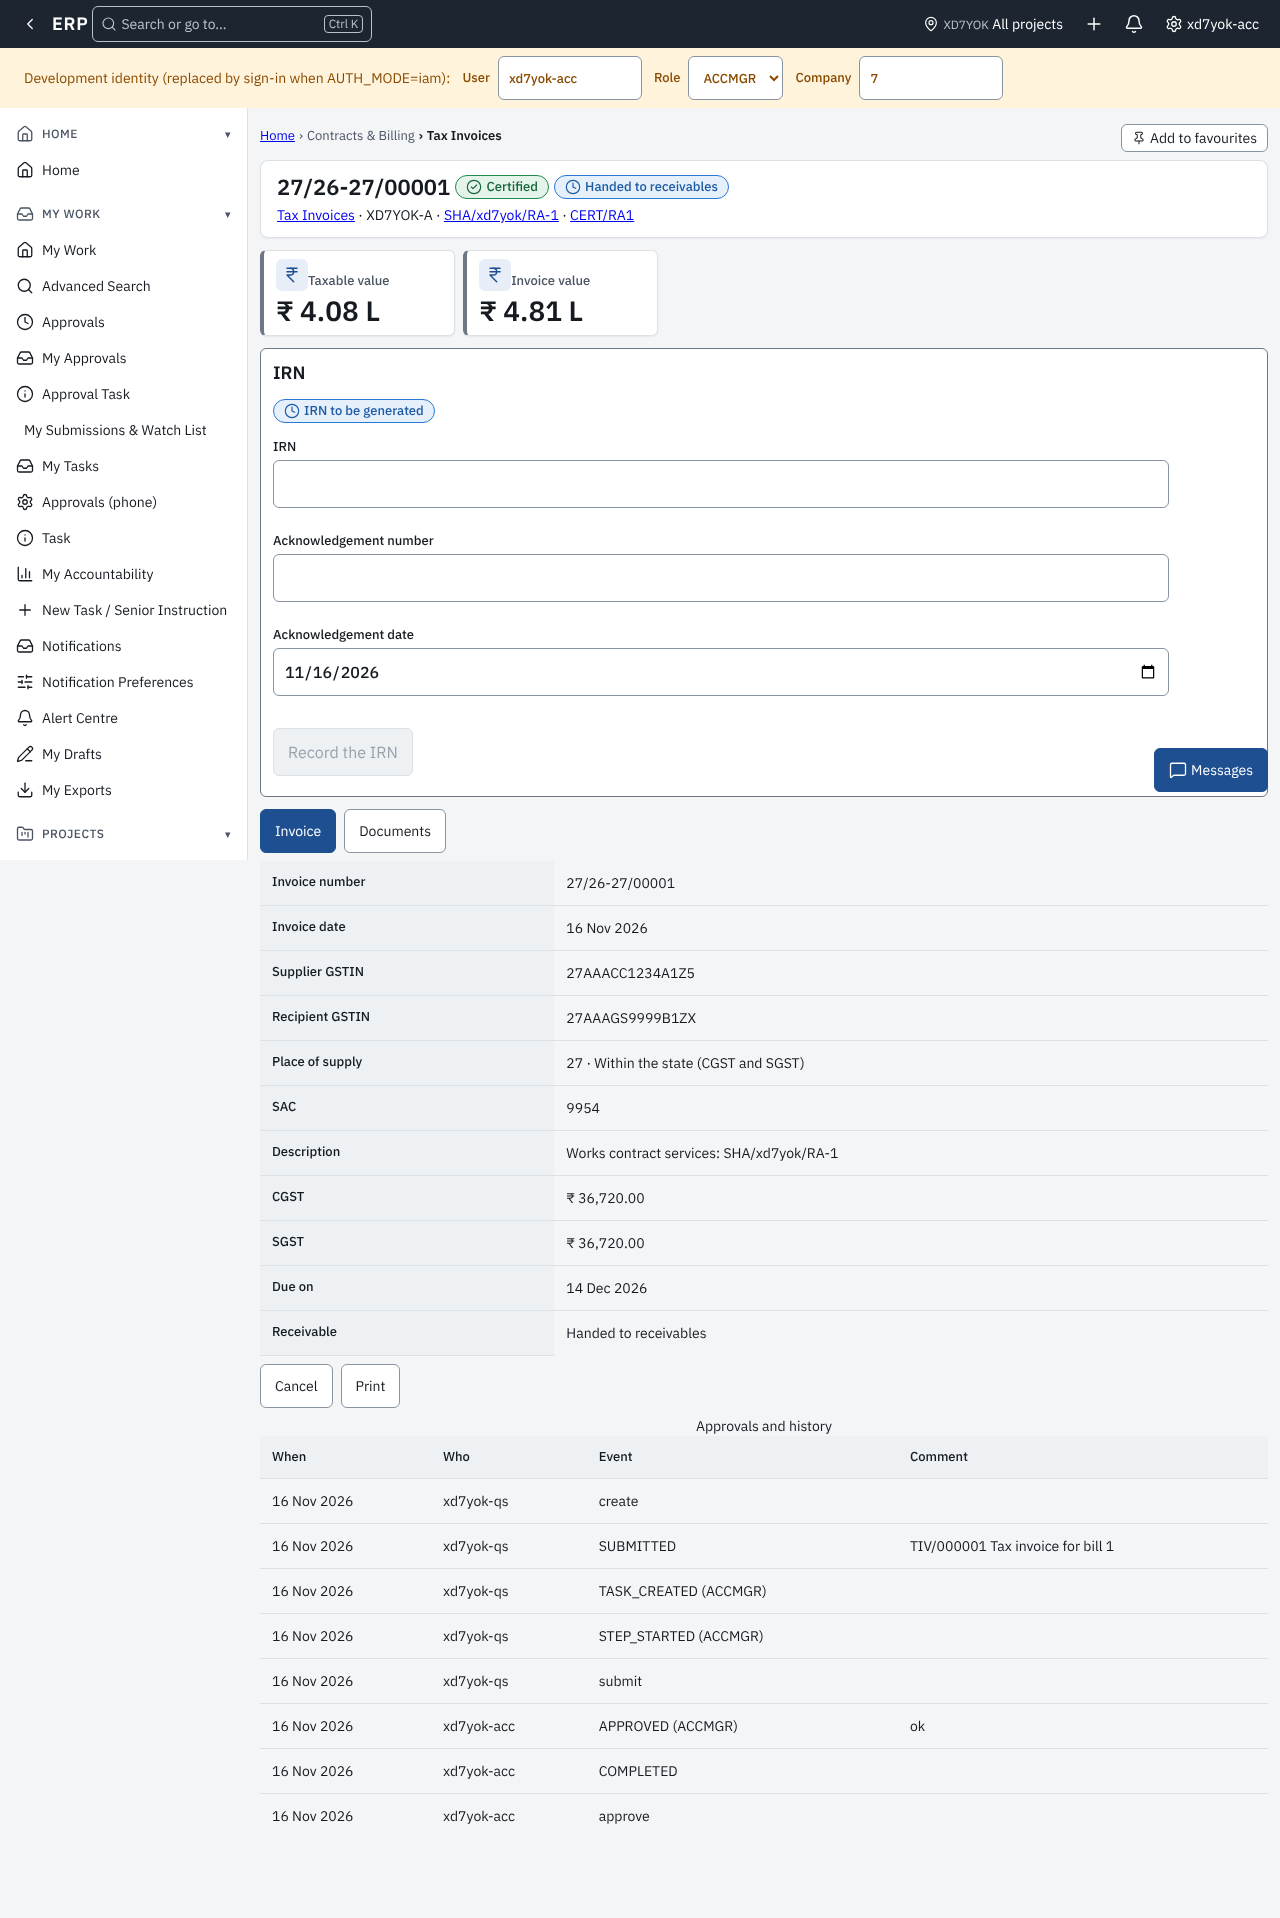 ERP
Search or go to...
Ctrl K
XD7YOK All projects
xd7yok-acc
Development identity (replaced by sign-in when AUTH_MODE=iam):
User
xd7yok-acc
Role
ACCMGR
Company
7
HOME
Home
MY WORK
My Work
Advanced Search
Approvals
My Approvals
Approval Task
My Submissions & Watch List
My Tasks
Approvals (phone)
Task
My Accountability
New Task / Senior Instruction
Notifications
Notification Preferences
Alert Centre
My Drafts
My Exports
PROJECTS
Home › Contracts & Billing › Tax Invoices
Add to favourites
27/26-27/00001
Certified
Handed to receivables
Tax Invoices · XD7YOK-A · SHA/xd7yok/RA-1 · CERT/RA1
₹ Taxable value
₹ 4.08 L
₹ Invoice value
₹ 4.81 L
IRN
IRN to be generated
IRN
Acknowledgement number
Acknowledgement date
11/16/2026
Record the IRN
Messages
Invoice
Documents
Invoice number
27/26-27/00001
Invoice date
16 Nov 2026
Supplier GSTIN
27AAACC1234A1Z5
Recipient GSTIN
27AAAGS9999B1ZX
Place of supply
27 · Within the state (CGST and SGST)
SAC
9954
Description
Works contract services: SHA/xd7yok/RA-1
CGST
₹ 36,720.00
SGST
₹ 36,720.00
Due on
14 Dec 2026
Receivable
Handed to receivables
Cancel
Print
Approvals and history
When Who Event Comment
16 Nov 2026 xd7yok-qs create
16 Nov 2026 xd7yok-qs SUBMITTED TIV/000001 Tax invoice for bill 1
16 Nov 2026 xd7yok-qs TASK_CREATED (ACCMGR)
16 Nov 2026 xd7yok-qs STEP_STARTED (ACCMGR)
16 Nov 2026 xd7yok-qs submit
16 Nov 2026 xd7yok-acc APPROVED (ACCMGR) ok
16 Nov 2026 xd7yok-acc COMPLETED
16 Nov 2026 xd7yok-acc approve